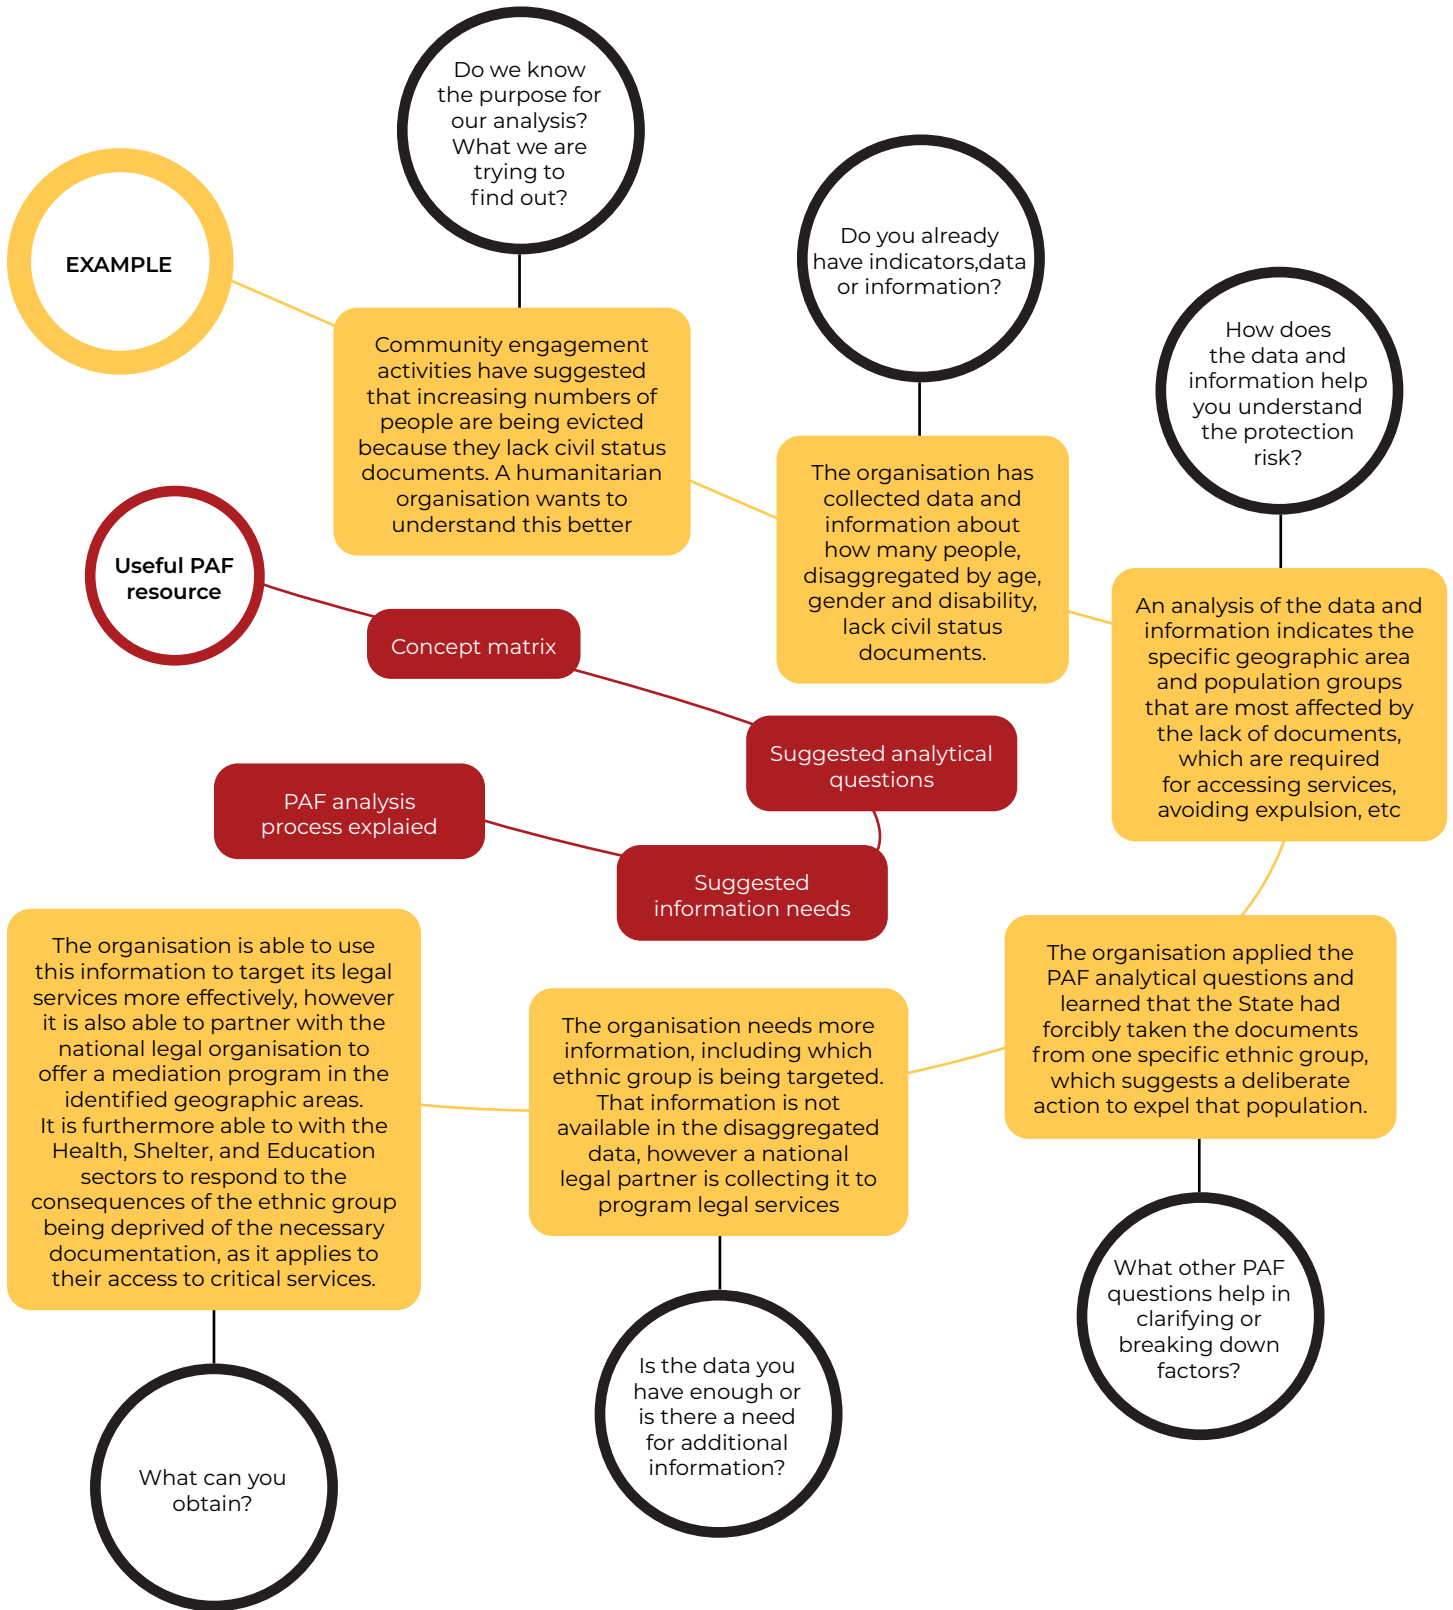 Do we know
the purpose for
our analysis?
What we are
trying to
find out?
EXAMPLE
Community engagement
activities have suggested
that increasing numbers of
people are being evicted
because they lack civil status
documents. A humanitarian
organisation wants to
understand this better
Do you already
have indicators,data
or information?
The organisation has
collected data and
information about
how many people,
disaggregated by age,
gender and disability,
lack civil status
documents.
How does
the data and
information help
you understand
the protection
risk?
An analysis of the data and
information indicates the
specific geographic area
and population groups
that are most affected by
the lack of documents,
which are required
for accessing services,
avoiding expulsion, etc
Useful PAF
resource
Concept matrix
Suggested analytical
questions
Suggested
information needs
PAF analysis
process explaied
The organisation applied the
PAF analytical questions and
learned that the State had
forcibly taken the documents
from one specific ethnic group,
which suggests a deliberate
action to expel that population.
What other PAF
questions help in
clarifying or
breaking down
factors?
The organisation needs more
information, including which
ethnic group is being targeted.
That information is not
available in the disaggregated
data, however a national
legal partner is collecting it to
program legal services
Is the data you
have enough or
is there a need
for additional
information?
The organisation is able to use
this information to target its legal
services more effectively, however
it is also able to partner with the
national legal organisation to
offer a mediation program in the
identified geographic areas.
It is furthermore able to with the
Health, Shelter, and Education
sectors to respond to the
consequences of the ethnic group
being deprived of the necessary
documentation, as it applies to
their access to critical services.
What can you
obtain?